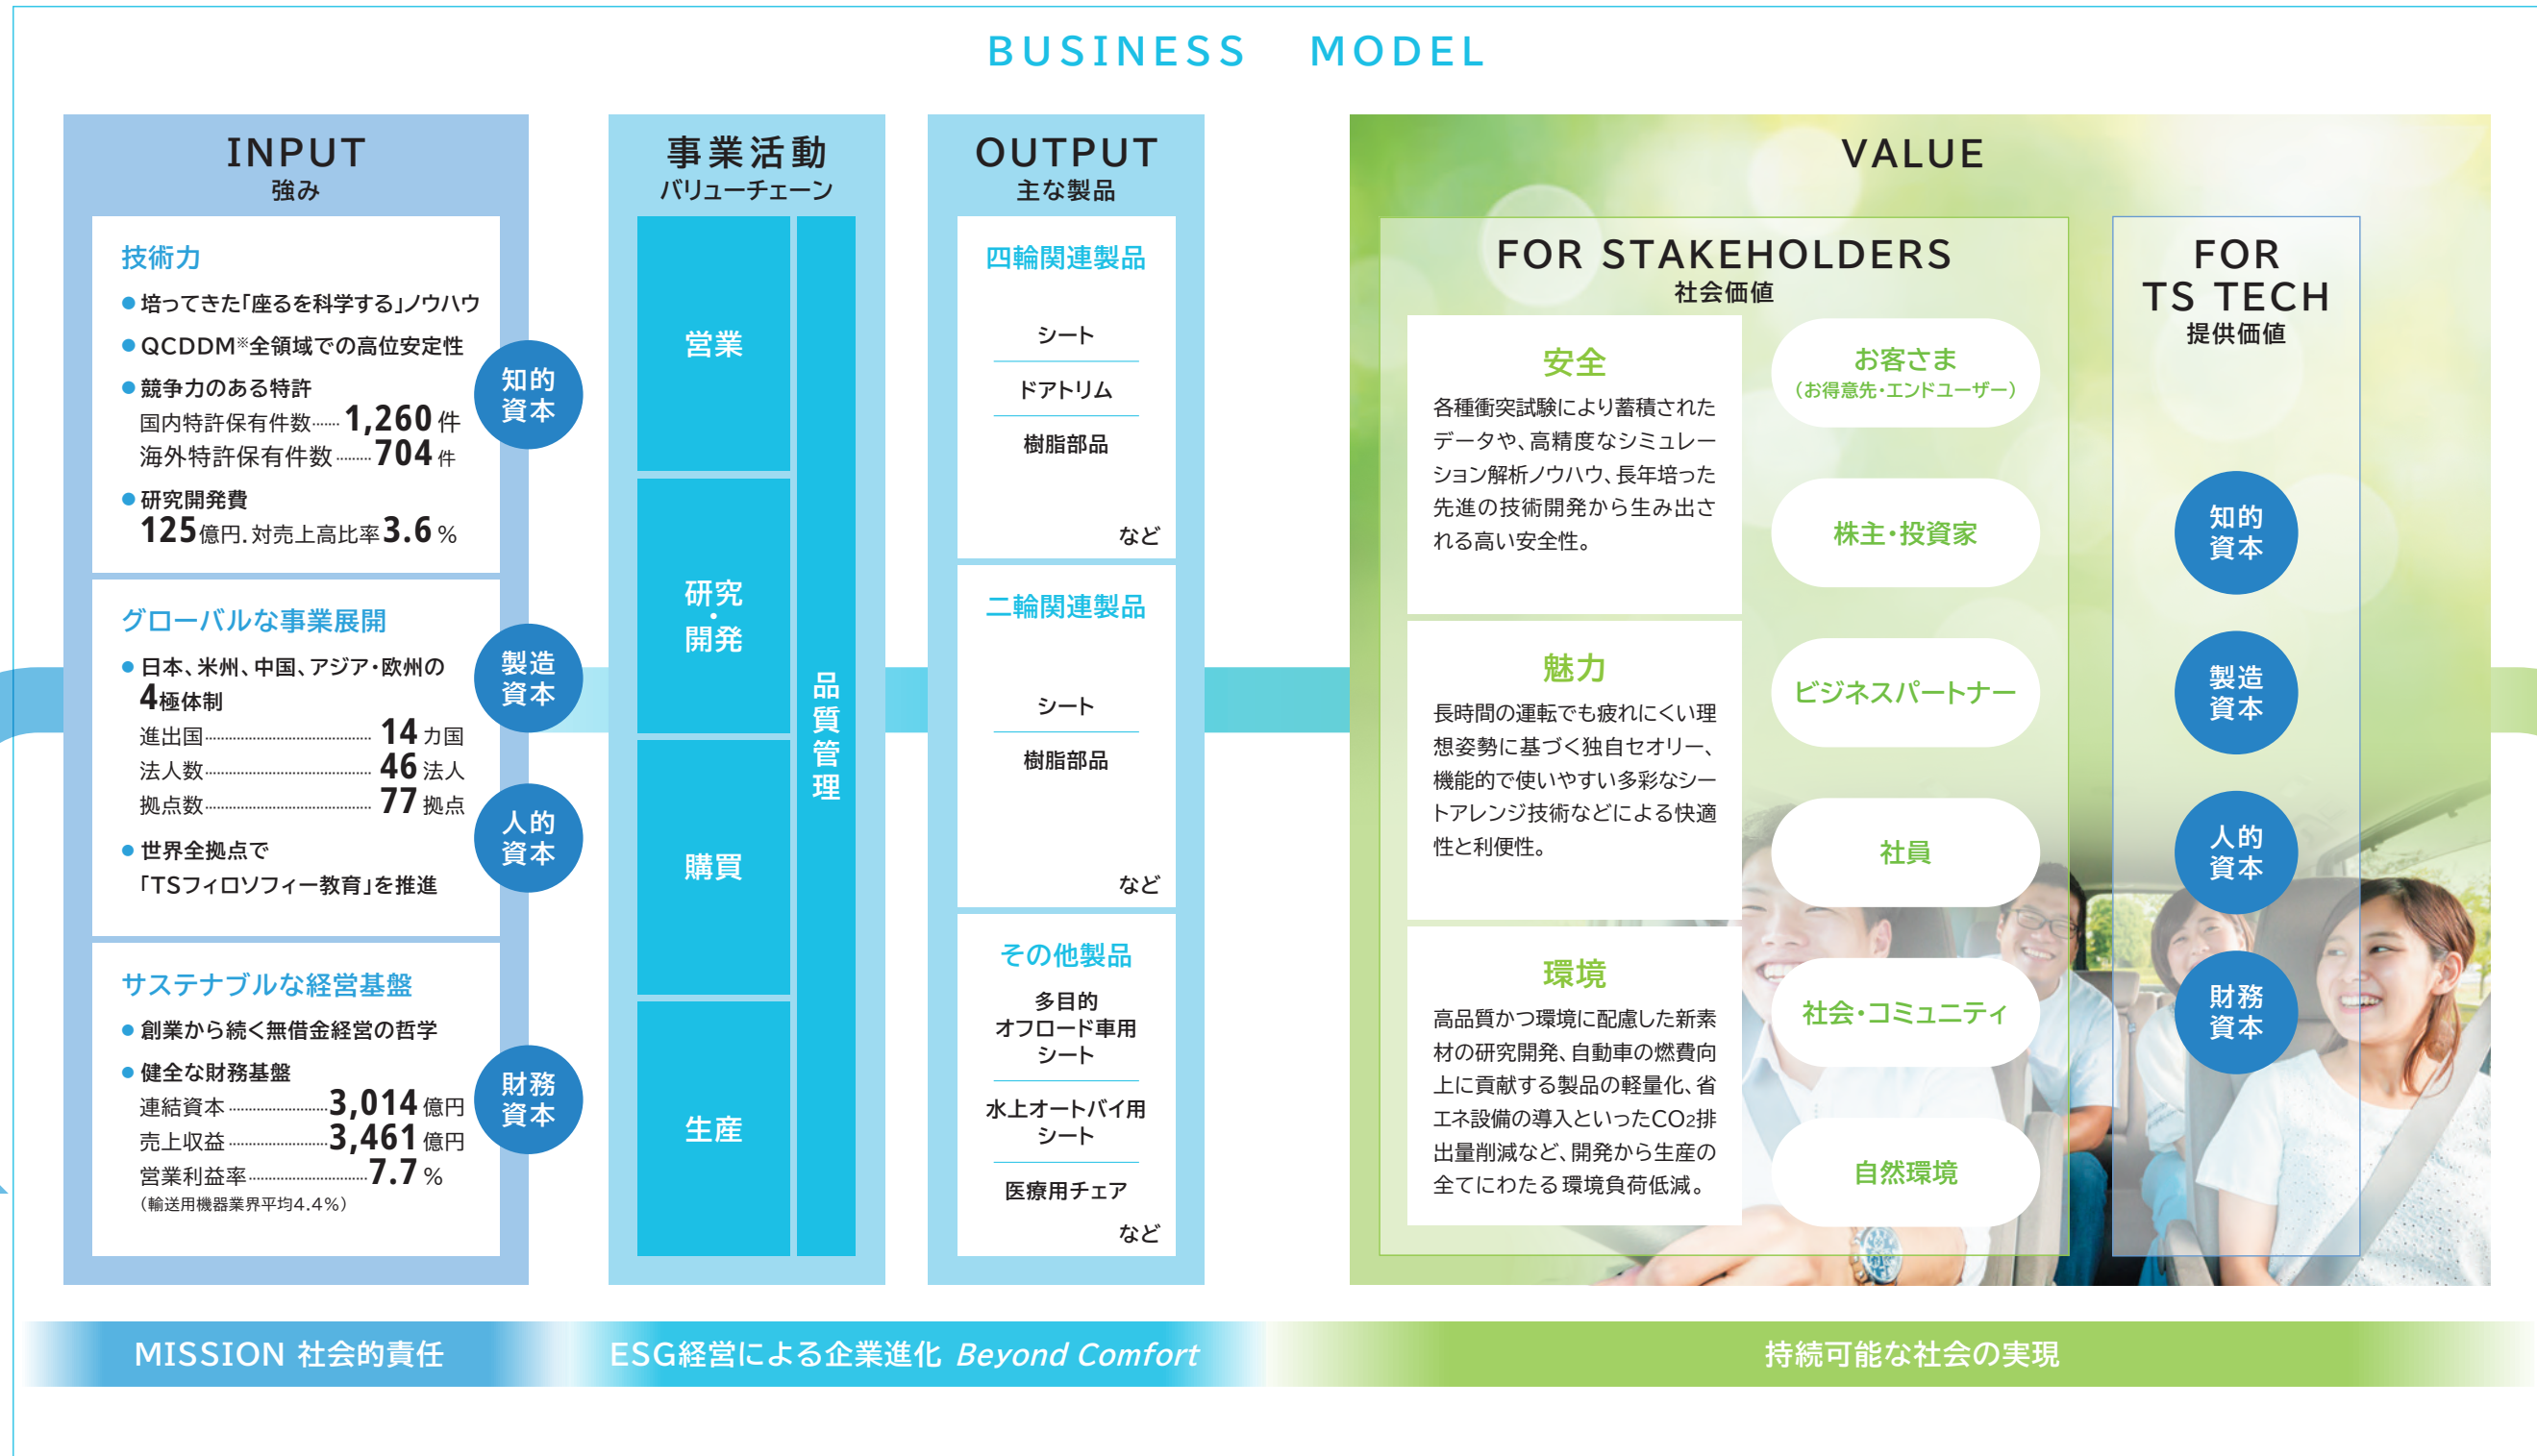 BUSINESS MODEL
INPUT
強み
技術力
● 培ってきた「座るを科学する」ノウハウ
● QCDDM※全領域での高位安定性
● 競争力のある特許
国内特許保有件数 1,260 件
海外特許保有件数 704 件
● 研究開発費
125億円.対売上高比率3.6 %
知的
資本
グローバルな事業展開
● 日本、米州、中国、アジア・欧州の
4極体制
進出国 14 カ国
法人数 46 法人
拠点数 77 拠点
● 世界全拠点で
「TSフィロソフィー教育」を推進
製造
資本
人的
資本
サステナブルな経営基盤
● 創業から続く無借金経営の哲学
● 健全な財務基盤
連結資本 3,014 億円
売上収益 3,461 億円
営業利益率 7.7 %
（輸送用機器業界平均4.4%）
財務
資本
事業活動
バリューチェーン
営業
研究
・
開発
購買
生産
品質管理
OUTPUT
主な製品
四輪関連製品
シート
ドアトリム
樹脂部品
など
二輪関連製品
シート
樹脂部品
など
その他製品
多目的
オフロード車用
シート
水上オートバイ用
シート
医療用チェア
など
VALUE
FOR STAKEHOLDERS
社会価値
安全
各種衝突試験により蓄積された
データや、高精度なシミュレー
ション解析ノウハウ、長年培った
先進の技術開発から生み出さ
れる高い安全性。
魅力
長時間の運転でも疲れにくい理
想姿勢に基づく独自セオリー、
機能的で使いやすい多彩なシー
トアレンジ技術などによる快適
性と利便性。
環境
高品質かつ環境に配慮した新素
材の研究開発、自動車の燃費向
上に貢献する製品の軽量化、省
エネ設備の導入といったCO2排
出量削減など、開発から生産の
全てにわたる環境負荷低減。
お客さま
（お得意先・エンドユーザー）
株主・投資家
ビジネスパートナー
社員
社会・コミュニティ
自然環境
FOR
TS TECH
提供価値
知的
資本
製造
資本
人的
資本
財務
資本
MISSION 社会的責任
ESG経営による企業進化 Beyond Comfort
持続可能な社会の実現